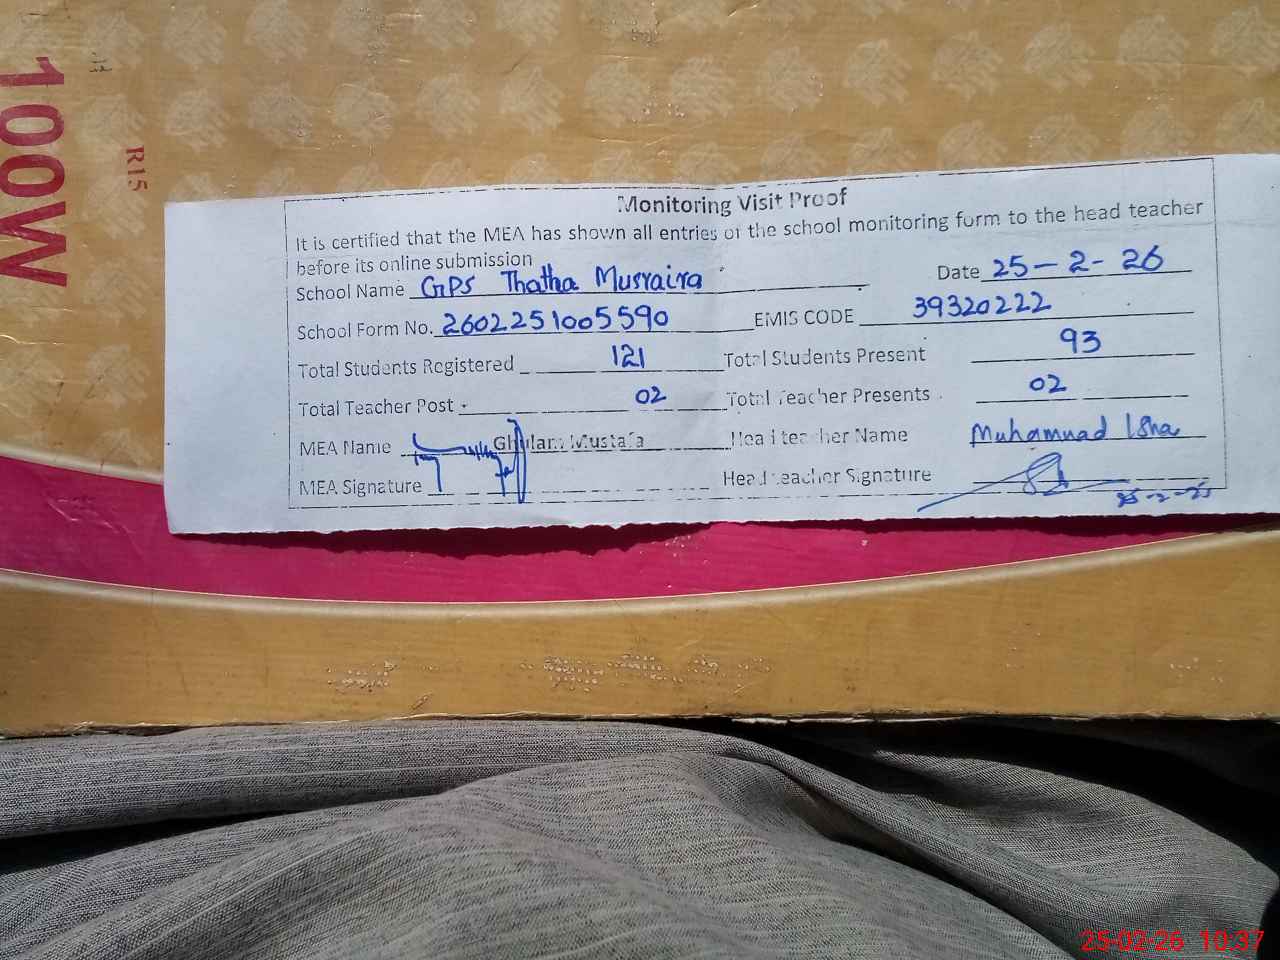 100W
R15
Monitoring Visit Proof
It is certified that the MEA has shown all entries of the school monitoring form to the head teacher
before its online submission
School Name GPS Thatha Musraira Date 25-2-26
School Form No. 2602251005590 EMIS CODE 39320222
Total Students Registered 121 Total Students Present 93
Total Teacher Post 02 Total Teacher Presents 02
MEA Name Ghulam Mustafa Head teacher Name Muhammad Isha
MEA Signature Head teacher Signature
25-02-26 10:37